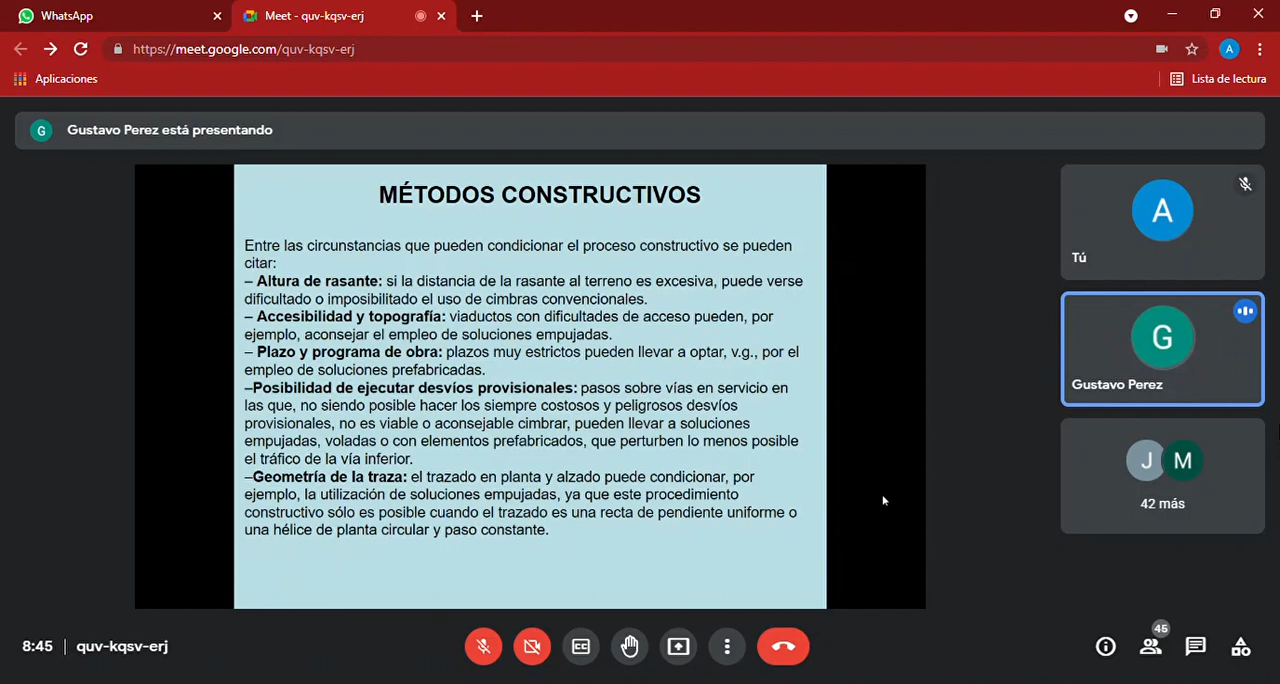 WhatsApp
Meet - quv-kqsv-erj
https://meet.google.com/quv-kqsv-erj
A
Aplicaciones
Lista de lectura
G
Gustavo Perez está presentando
MÉTODOS CONSTRUCTIVOS
Entre las circunstancias que pueden condicionar el proceso constructivo se pueden
citar:
– Altura de rasante: si la distancia de la rasante al terreno es excesiva, puede verse
dificultado o imposibilitado el uso de cimbras convencionales.
– Accesibilidad y topografía: viaductos con dificultades de acceso pueden, por
ejemplo, aconsejar el empleo de soluciones empujadas.
– Plazo y programa de obra: plazos muy estrictos pueden llevar a optar, v.g., por el
empleo de soluciones prefabricadas.
–Posibilidad de ejecutar desvíos provisionales: pasos sobre vías en servicio en
las que, no siendo posible hacer los siempre costosos y peligrosos desvíos
provisionales, no es viable o aconsejable cimbrar, pueden llevar a soluciones
empujadas, voladas o con elementos prefabricados, que perturben lo menos posible
el tráfico de la vía inferior.
–Geometría de la traza: el trazado en planta y alzado puede condicionar, por
ejemplo, la utilización de soluciones empujadas, ya que este procedimiento
constructivo sólo es posible cuando el trazado es una recta de pendiente uniforme o
una hélice de planta circular y paso constante.
A
Tú
G
Gustavo Perez
J M
42 más
8:45 | quv-kqsv-erj
CC
45